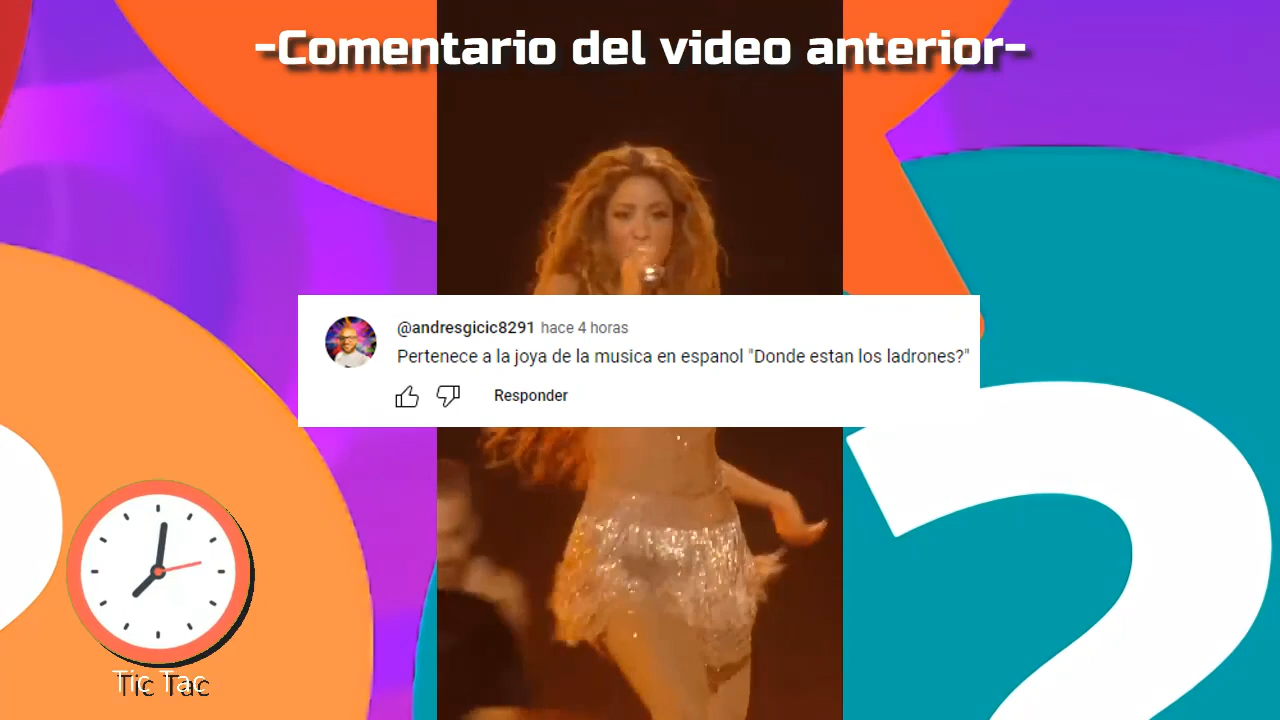 -Comentario del video anterior-
@andresgicic8291 hace 4 horas
Pertenece a la joya de la musica en espanol "Donde estan los ladrones?"
Responder
Tic Tac